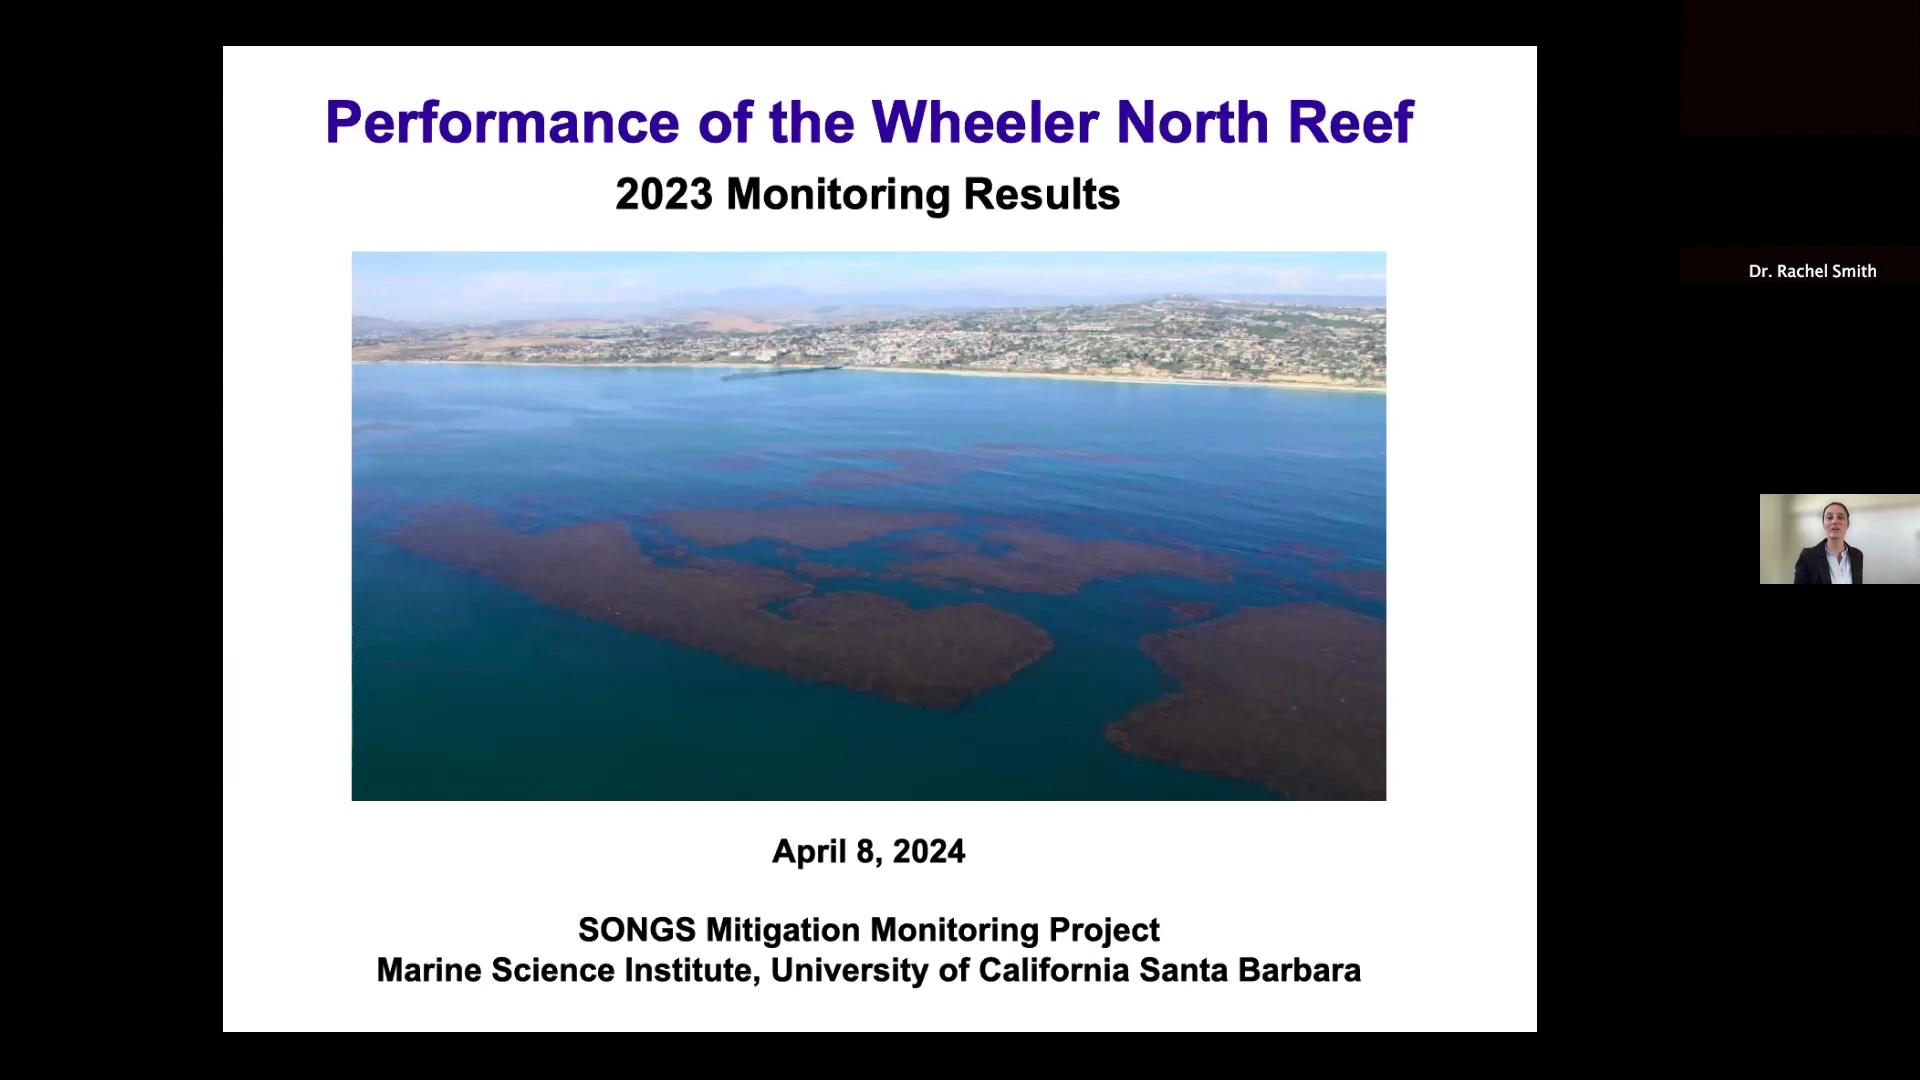 Performance of the Wheeler North Reef
2023 Monitoring Results
Dr. Rachel Smith
April 8, 2024
SONGS Mitigation Monitoring Project
Marine Science Institute, University of California Santa Barbara